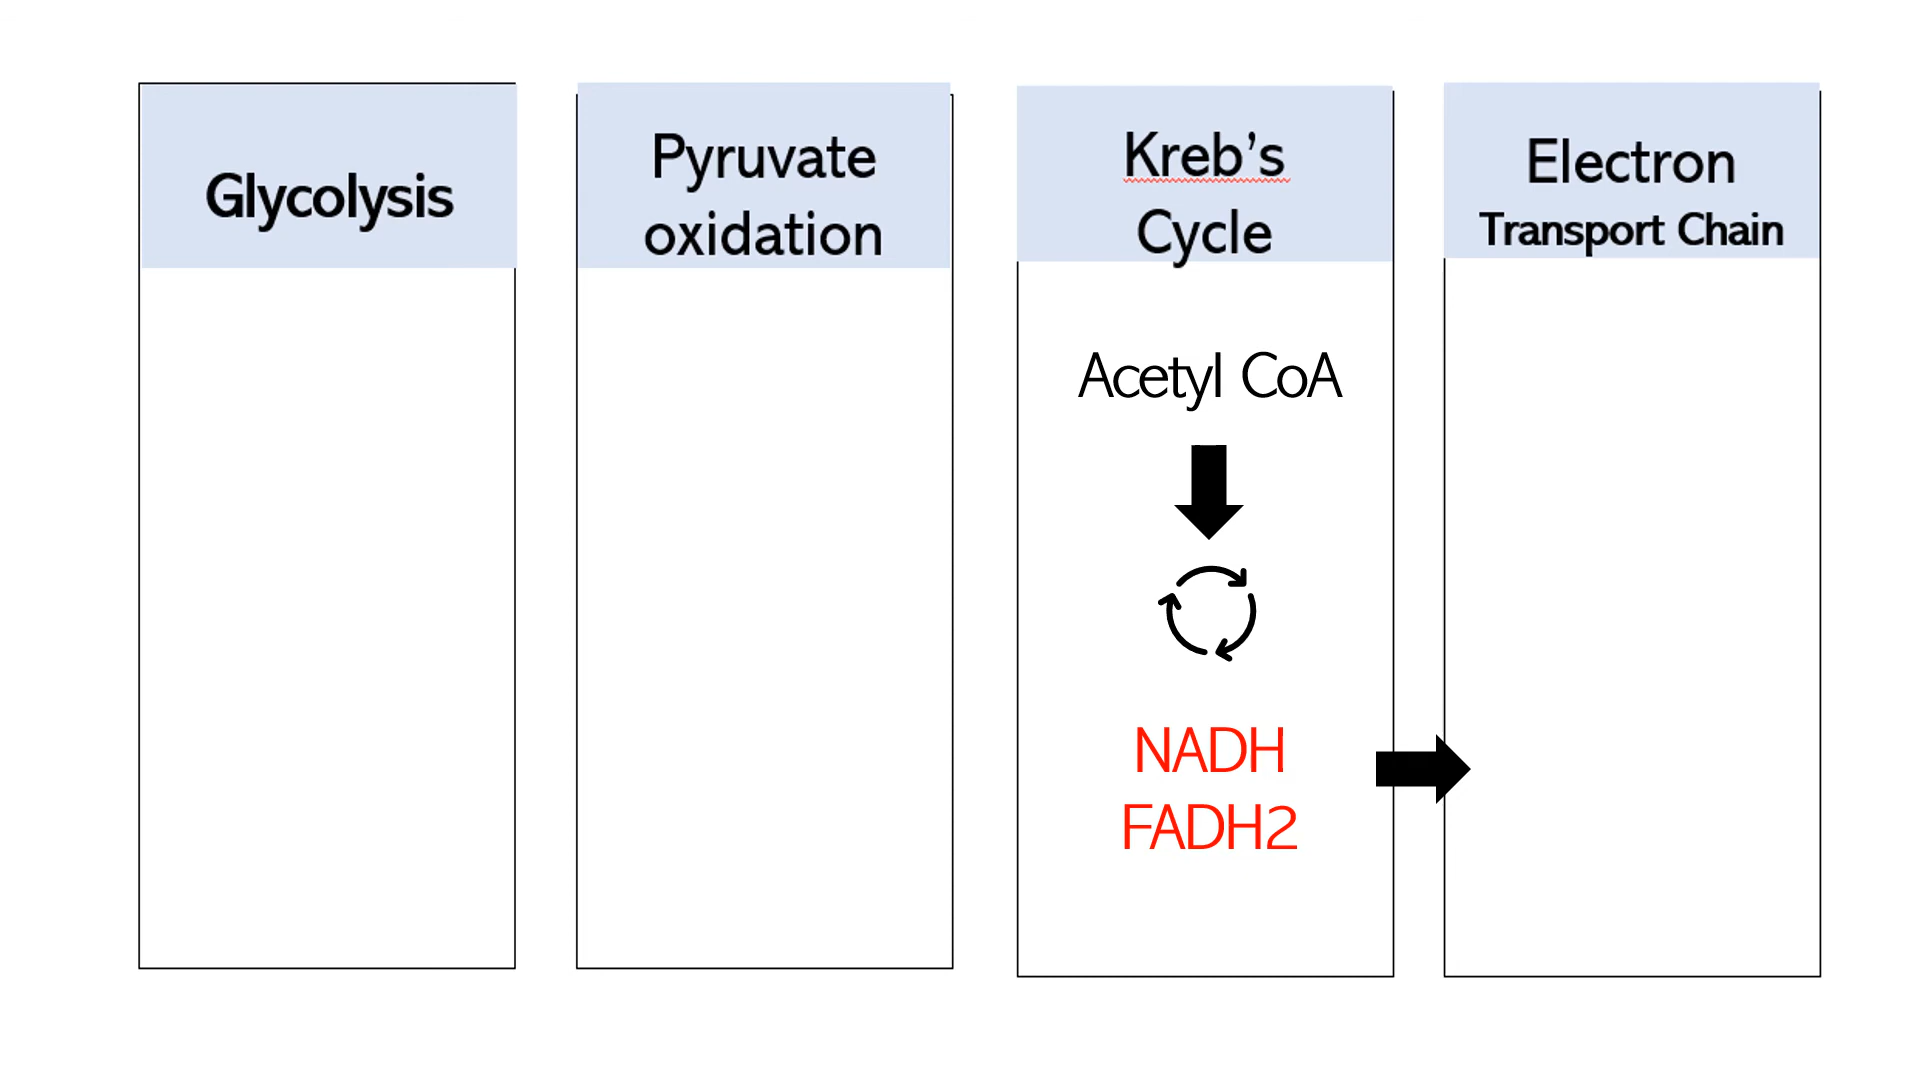 Glycolysis
Pyruvate
oxidation
Kreb’s
Cycle
Electron
Transport Chain
Acetyl CoA
NADH
FADH2